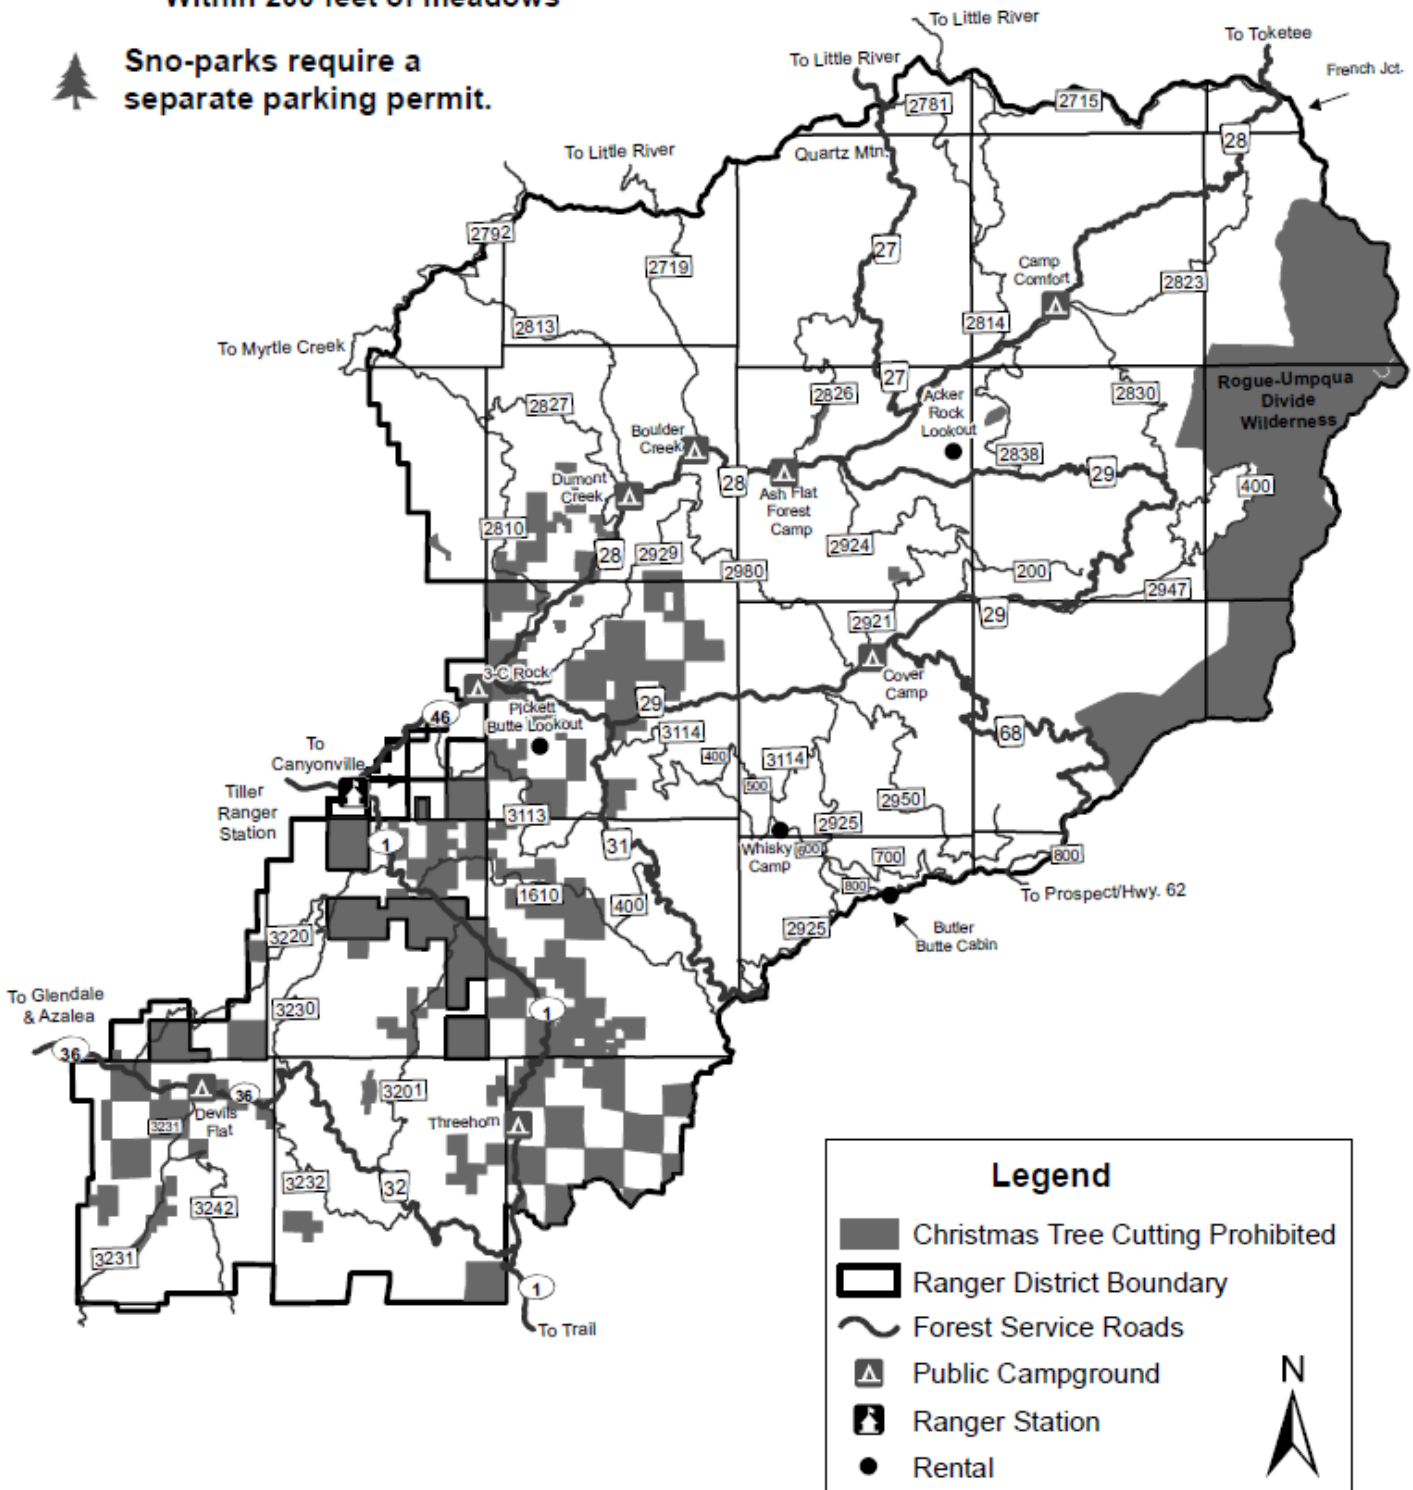 Within 200 feet of meadows
Sno-parks require a
separate parking permit.
To Little River
To Little River
To Toketee
French Jct.
2781
2715
28
Quartz Mtn.
To Little River
2792
2719
27
Camp
Comfort
2823
2813
2814
To Myrtle Creek
27
2826
2827
Acker
Rock
Lookout
2830
Rogue-Umpqua
Divide
Wilderness
Boulder
Creek
2838
29
400
Dumont
Creek
28
Ash Flat
Forest
Camp
2810
28
2929
2924
2980
200
2947
2921
29
3-C Rock
Cover
Camp
46
Pickett
Butte Lookout
29
3114
68
To
Canyonville
400
3114
500
Tiller
Ranger
Station
3113
2950
2925
1
31
Whisky
Camp
600
700
800
800
To Prospect/Hwy. 62
1610
400
3220
2925
Butler
Butte Cabin
To Glendale
& Azalea
3230
1
36
36
Devils
Flat
3201
Threehorn
3231
3232
32
3242
3231
1
To Trail
Legend
Christmas Tree Cutting Prohibited
Ranger District Boundary
Forest Service Roads
Public Campground
Ranger Station
Rental
N